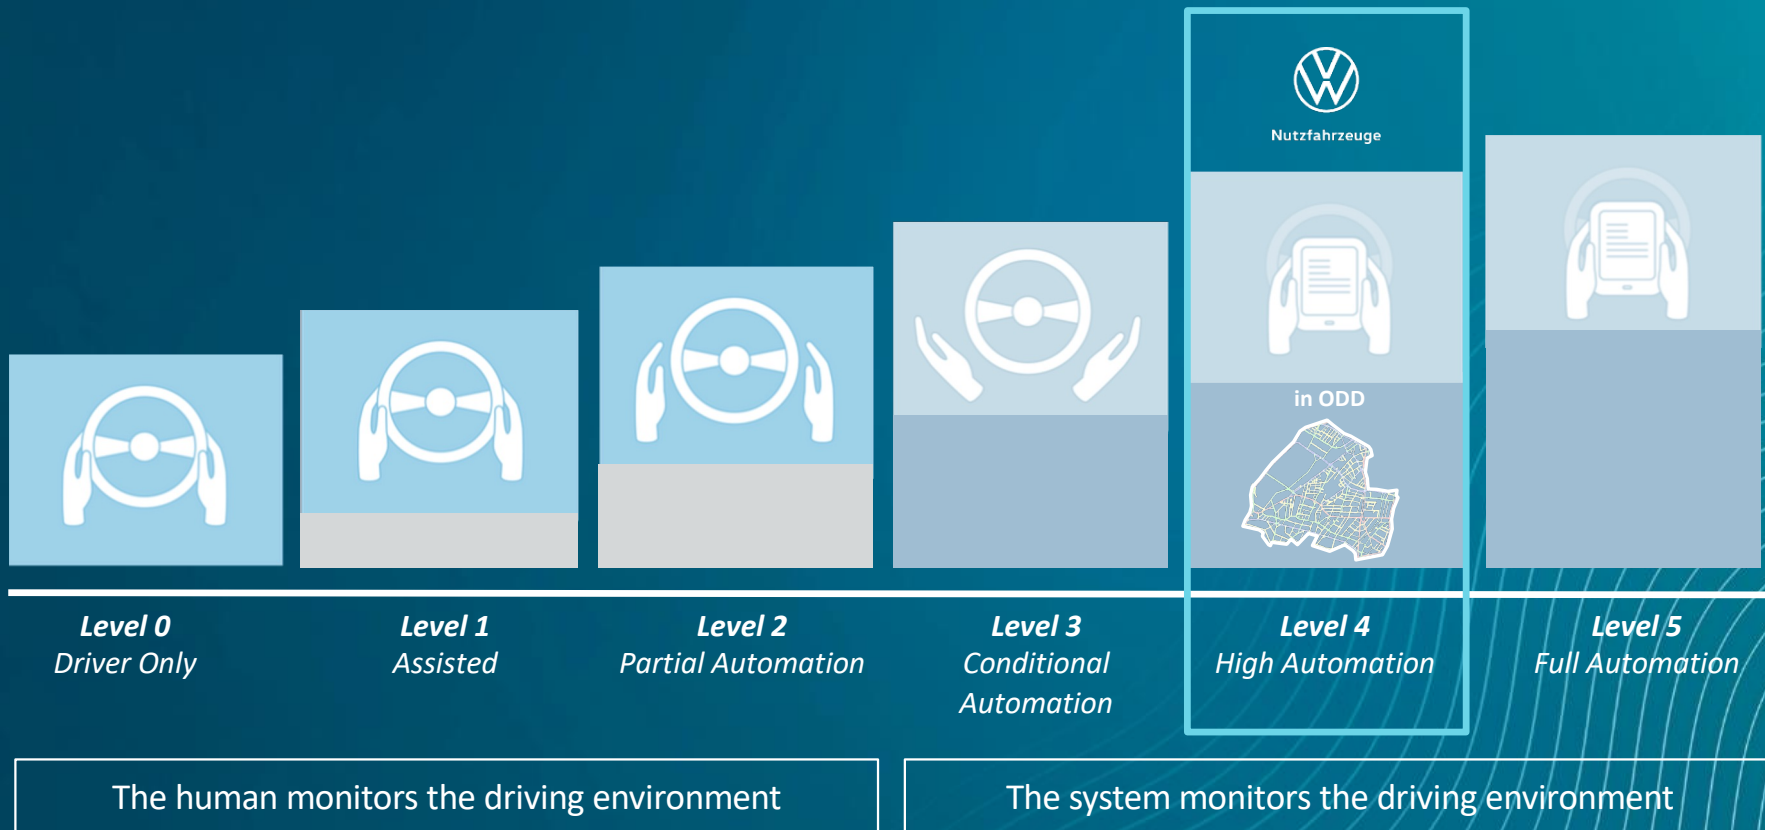 Nutzfahrzeuge
in ODD
Level 0
Driver Only
Level 1
Assisted
Level 2
Partial Automation
Level 3
Conditional
Automation
Level 4
High Automation
Level 5
Full Automation
The human monitors the driving environment
The system monitors the driving environment